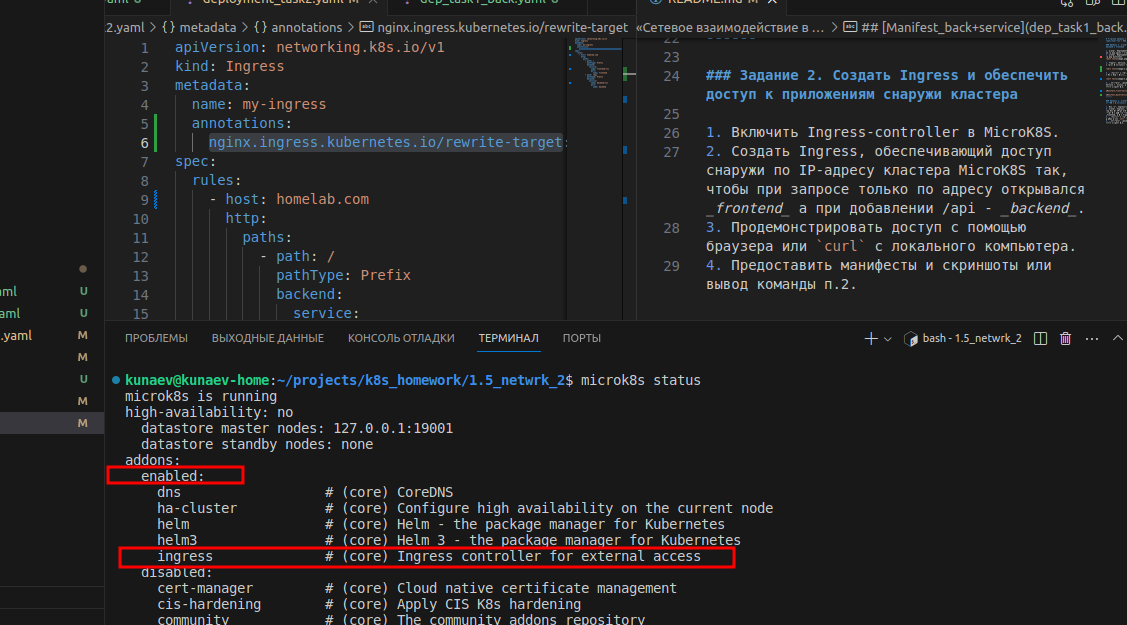 deployment_task2.yaml M
dep_task1_back.yaml U
README.md M
2.yaml > {} metadata > {} annotations > nginx.ingress.kubernetes.io/rewrite-target
«Сетевое взаимодействие в ... > ## [Manifest_back+service](dep_task1_back.
1 apiVersion: networking.k8s.io/v1
2 kind: Ingress
3 metadata:
4 name: my-ingress
5 annotations:
6 nginx.ingress.kubernetes.io/rewrite-target:
7 spec:
8 rules:
9 - host: homelab.com
10 http:
11 paths:
12 - path: /
13 pathType: Prefix
14 backend:
15 service:
22
23
24 ### Задание 2. Создать Ingress и обеспечить
доступ к приложениям снаружи кластера
25
26 1. Включить Ingress-controller в MicroK8S.
27 2. Создать Ingress, обеспечивающий доступ
снаружи по IP-адресу кластера MicroK8S так,
чтобы при запросе только по адресу открывался
_frontend_ а при добавлении /api - _backend_.
28 3. Продемонстрировать доступ с помощью
браузера или `curl` с локального компьютера.
29 4. Предоставить манифесты и скриншоты или
вывод команды п.2.
aml U
aml U
.yaml M
M
U
M
M
ПРОБЛЕМЫ ВЫХОДНЫЕ ДАННЫЕ КОНСОЛЬ ОТЛАДКИ ТЕРМИНАЛ ПОРТЫ
bash - 1.5_netwrk_2
kunaev@kunaev-home:~/projects/k8s_homework/1.5_netwrk_2$ microk8s status
microk8s is running
high-availability: no
datastore master nodes: 127.0.0.1:19001
datastore standby nodes: none
addons:
enabled:
dns # (core) CoreDNS
ha-cluster # (core) Configure high availability on the current node
helm # (core) Helm - the package manager for Kubernetes
helm3 # (core) Helm 3 - the package manager for Kubernetes
ingress # (core) Ingress controller for external access
disabled:
cert-manager # (core) Cloud native certificate management
cis-hardening # (core) Apply CIS K8s hardening
community # (core) The community addons repository